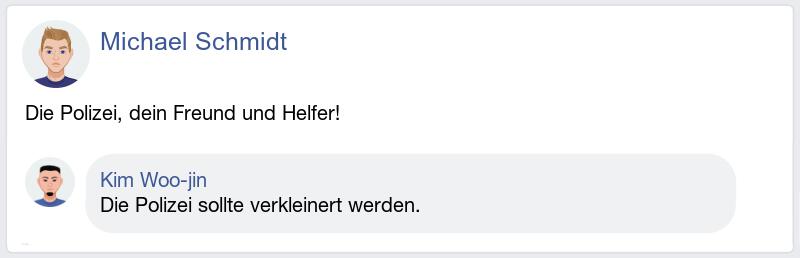 Michael Schmidt
Die Polizei, dein Freund und Helfer!
Kim Woo-jin
Die Polizei sollte verkleinert werden.